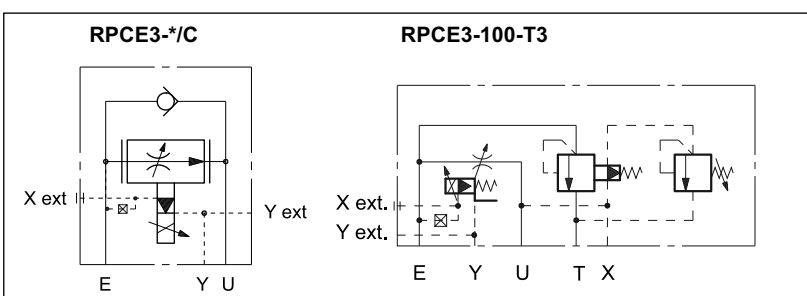 RPCE3-*/C
RPCE3-100-T3
X ext
Y ext
E Y U
X ext.
Y ext.
E Y U T X